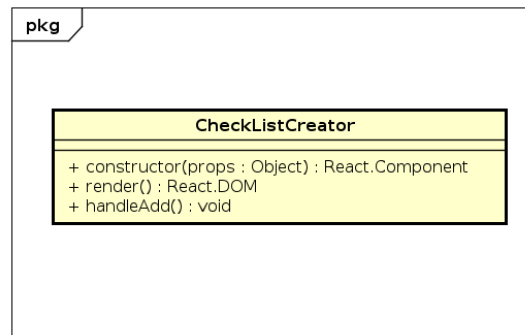 pkg
CheckListCreator
+ constructor(props : Object) : React.Component
+ render() : React.DOM
+ handleAdd() : void